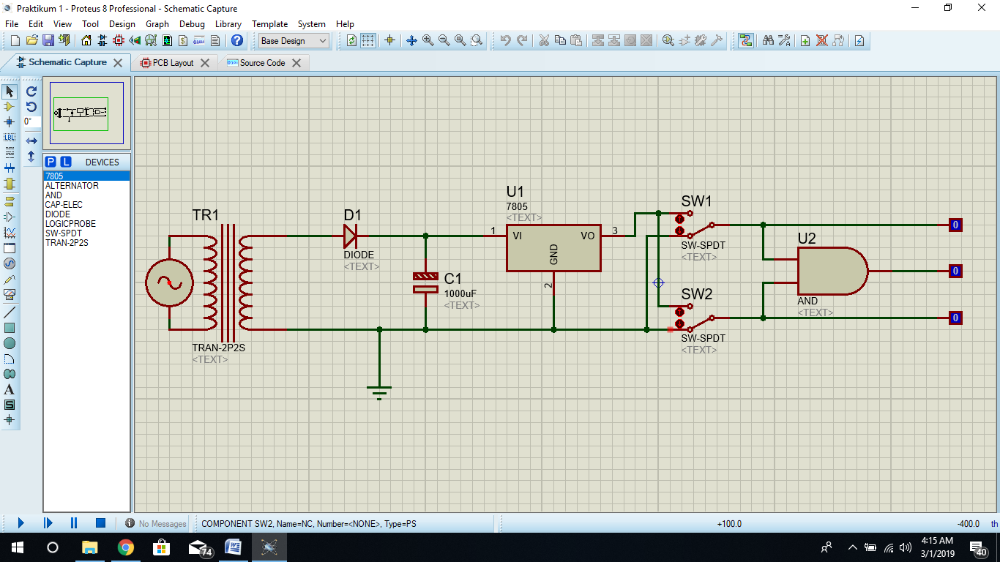 Praktikum 1 - Proteus 8 Professional - Schematic Capture
File Edit View Tool Design Graph Debug Library Template System Help
Base Design
Schematic Capture
PCB Layout
Source Code
0°
LBL
P L DEVICES
7805
ALTERNATOR
AND
CAP-ELEC
DIODE
LOGICPROBE
SW-SPDT
TRAN-2P2S
TR1
TRAN-2P2S
<TEXT>
D1
DIODE
<TEXT>
C1
1000uF
<TEXT>
U1
7805
<TEXT>
1
VI
VO
3
GND
2
SW1
SW-SPDT
<TEXT>
SW2
SW-SPDT
<TEXT>
U2
AND
<TEXT>
0
0
0
No Messages
COMPONENT SW2, Name=NC, Number=<NONE>, Type=PS
+100.0
-400.0
th
74
4:15 AM
3/1/2019
40